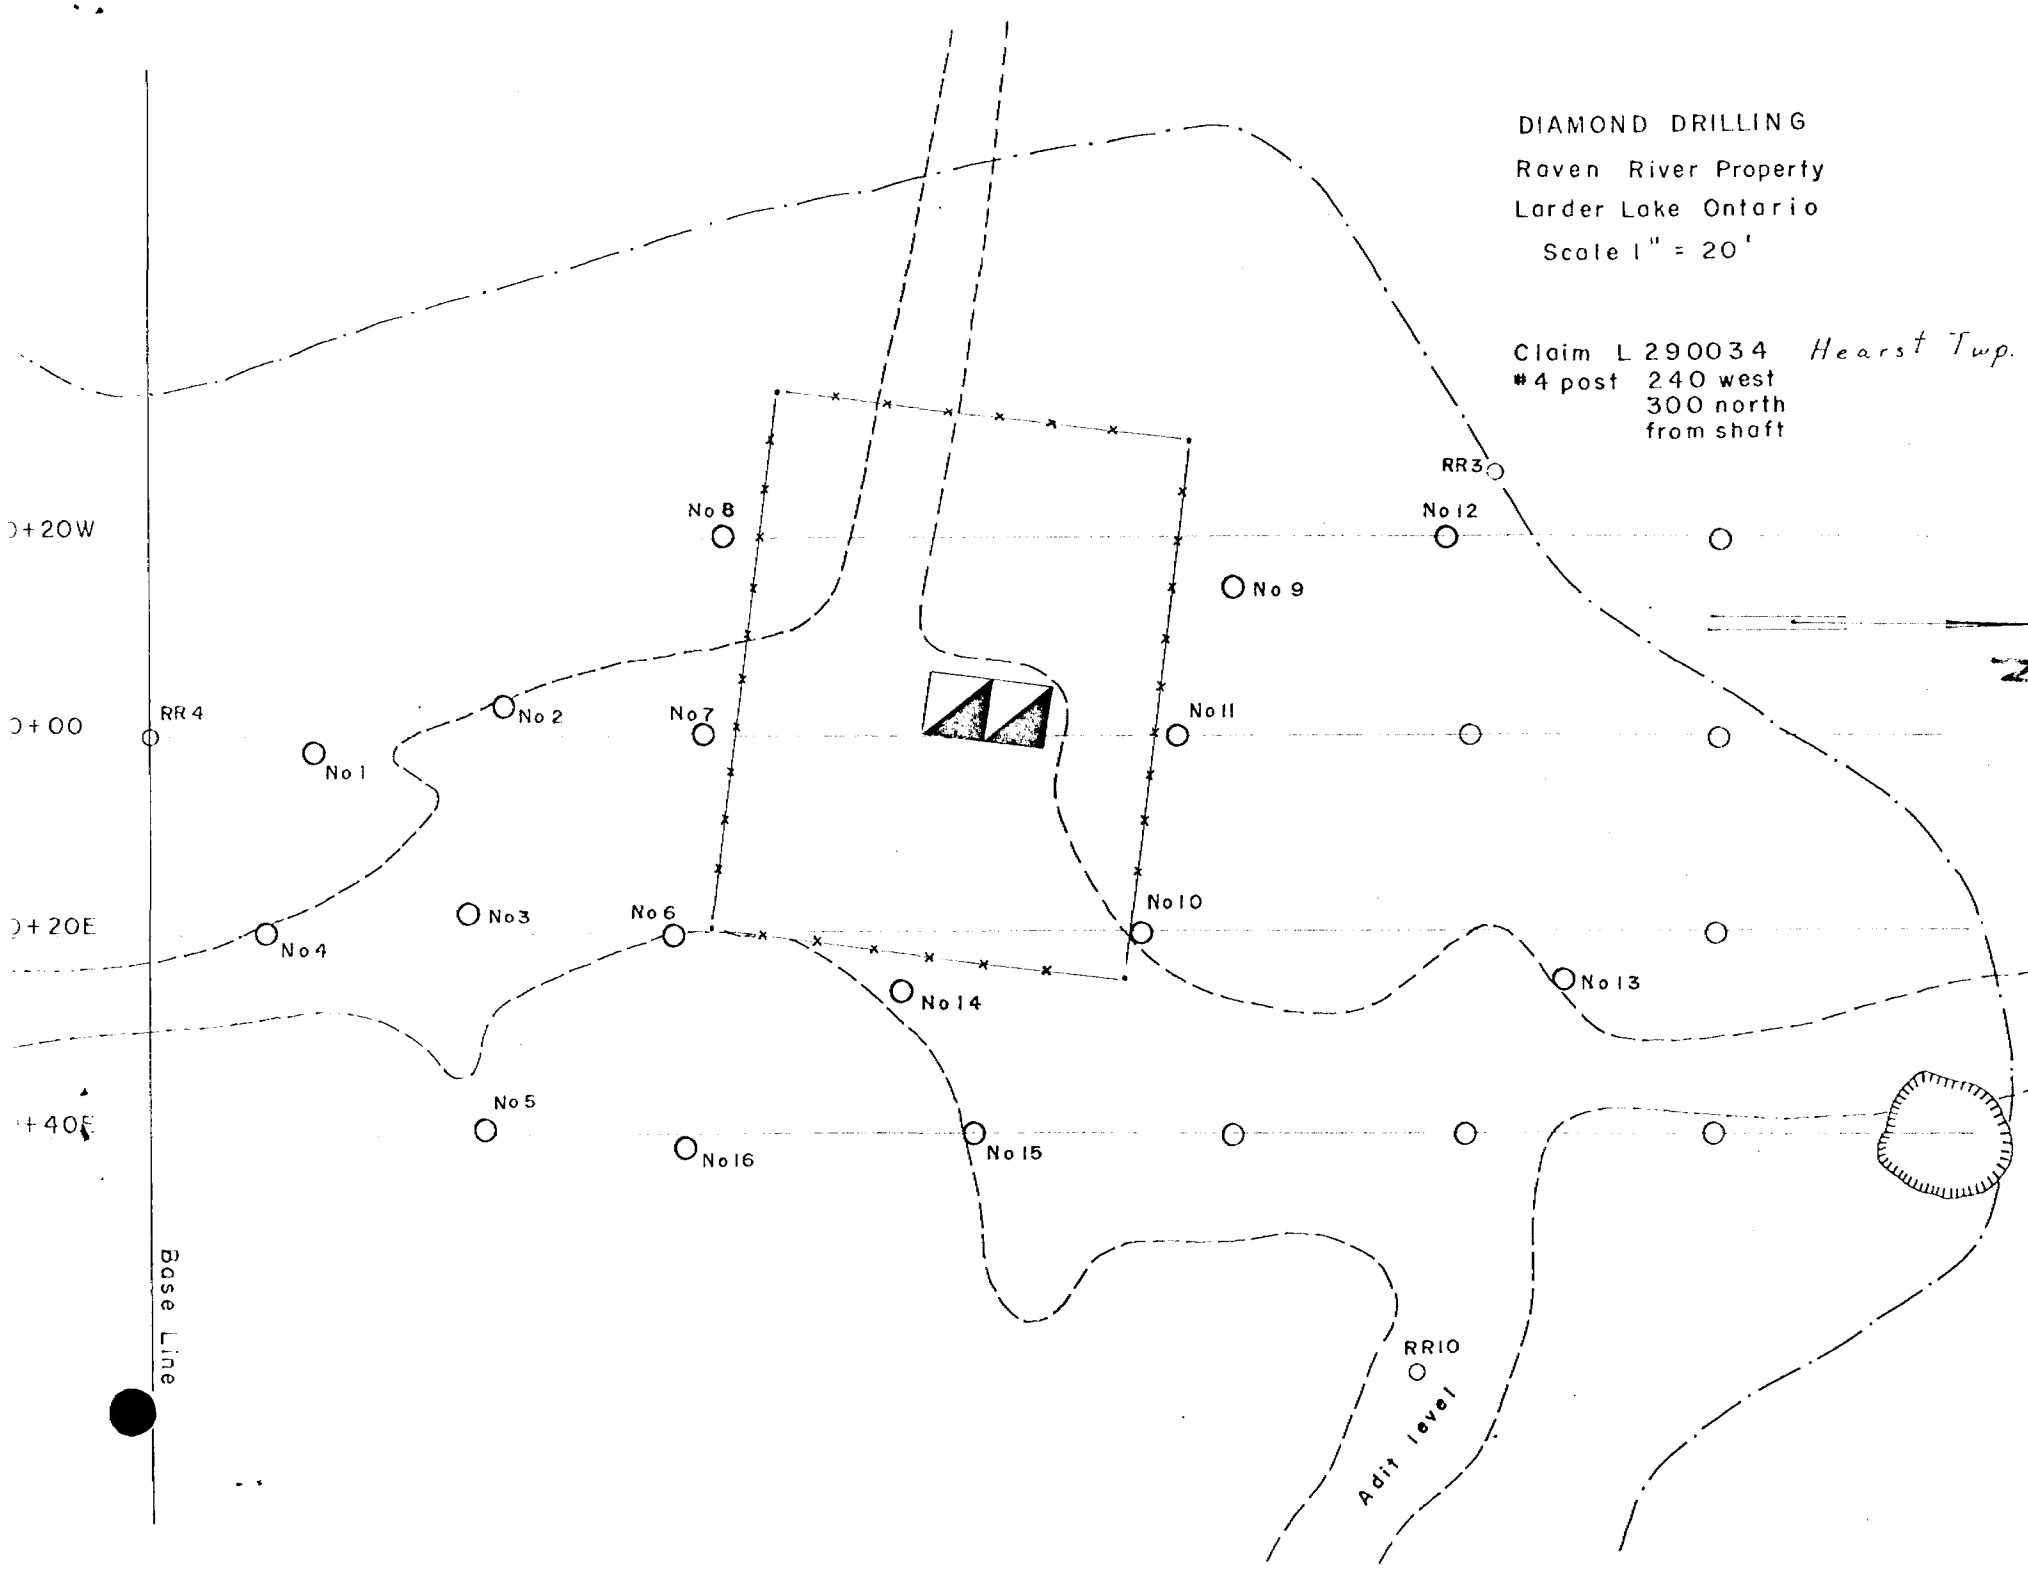 DIAMOND DRILLING
Raven River Property
Larder Lake Ontario
Scale 1" = 20'
Claim L 290034 Hearst Twp.
#4 post 240 west
300 north
from shaft
RR3
No 8
No 12
0+20W
No 9
N
RR 4
No 2
No 7
No 11
0+00
No 1
No 3
No 6
No 10
0+20E
No 4
No 13
No 14
No 5
+40E
No 16
No 15
Base Line
RR10
Adit level